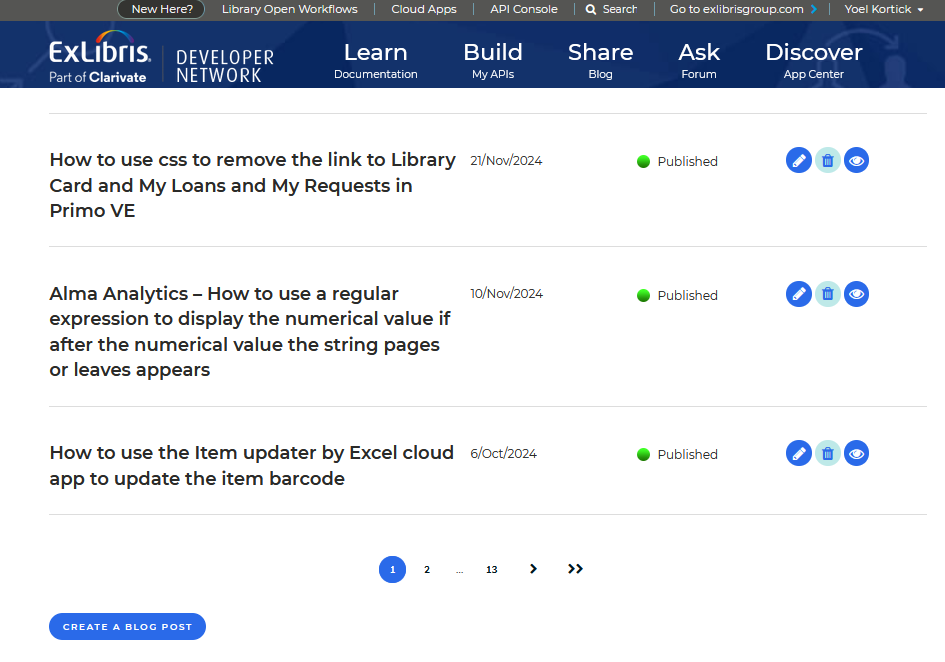 New Here? Library Open Workflows Cloud Apps API Console Search Go to exlibrisgroup.com Yoel Kortick
ExLibris.
Part of Clarivate
DEVELOPER
NETWORK
Learn
Documentation
Build
My APIs
Share
Blog
Ask
Forum
Discover
App Center
How to use css to remove the link to Library
Card and My Loans and My Requests in
Primo VE
21/Nov/2024
Published
Alma Analytics – How to use a regular
expression to display the numerical value if
after the numerical value the string pages
or leaves appears
10/Nov/2024
Published
How to use the Item updater by Excel cloud
app to update the item barcode
6/Oct/2024
Published
1 2 ... 13
CREATE A BLOG POST